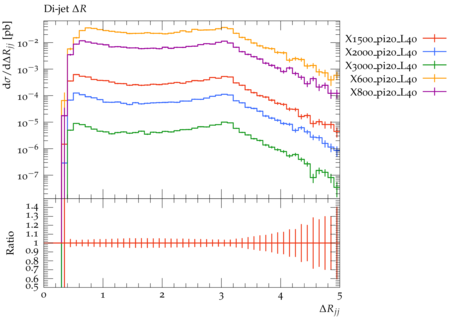 Di-jet ΔR
dσ/dΔR_jj [pb]
10⁻²
10⁻³
10⁻⁴
10⁻⁵
10⁻⁶
10⁻⁷
X1500_pi20_L40
X2000_pi20_L40
X3000_pi20_L40
X600_pi20_L40
X800_pi20_L40
Ratio
1.4
1.3
1.2
1.1
1
0.9
0.8
0.7
0.6
0.5
0 1 2 3 4 5
ΔR_jj